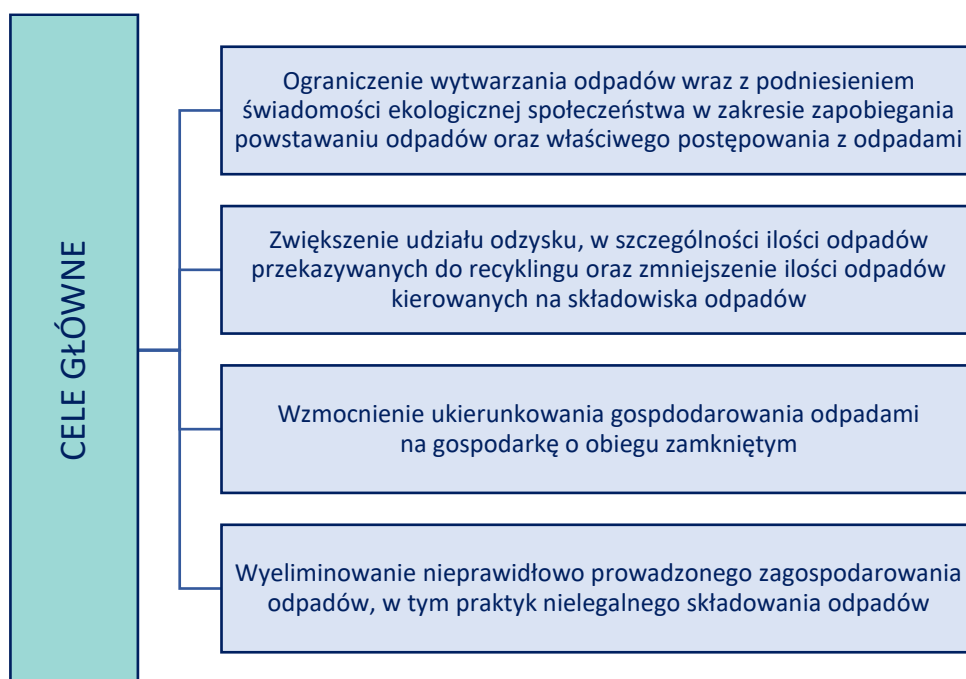 CELE GŁÓWNE
Ograniczenie wytwarzania odpadów wraz z podniesieniem
świadomości ekologicznej społeczeństwa w zakresie zapobiegania
powstawaniu odpadów oraz właściwego postępowania z odpadami
Zwiększenie udziału odzysku, w szczególności ilości odpadów
przekazywanych do recyklingu oraz zmniejszenie ilości odpadów
kierowanych na składowiska odpadów
Wzmocnienie ukierunkowania gospdodarowania odpadami
na gospodarkę o obiegu zamkniętym
Wyeliminowanie nieprawidłowo prowadzonego zagospodarowania
odpadów, w tym praktyk nielegalnego składowania odpadów